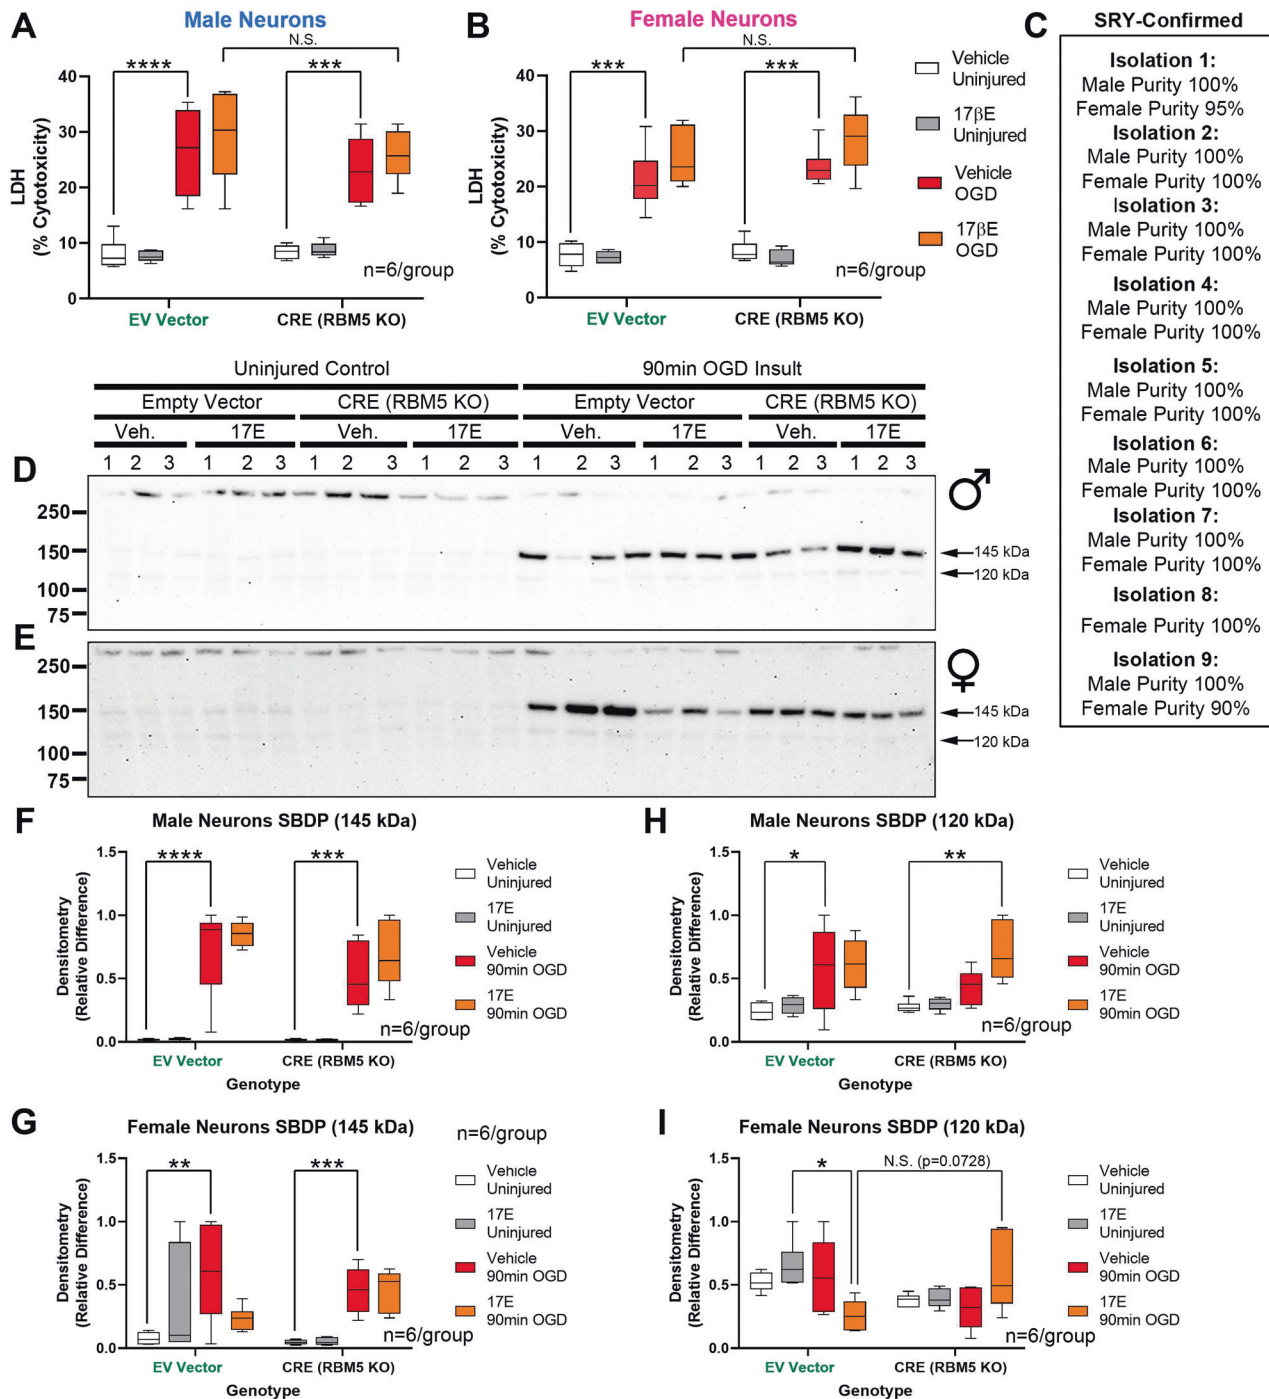 A
Male Neurons
N.S.
****
***
LDH
(% Cytotoxicity)
40
30
20
10
0
n=6/group
EV Vector
CRE (RBM5 KO)
B
Female Neurons
N.S.
***
***
LDH
(% Cytotoxicity)
40
30
20
10
0
n=6/group
EV Vector
CRE (RBM5 KO)
Vehicle
Uninjured
17βE
Uninjured
Vehicle
OGD
17βE
OGD
C
SRY-Confirmed
Isolation 1:
Male Purity 100%
Female Purity 95%
Isolation 2:
Male Purity 100%
Female Purity 100%
Isolation 3:
Male Purity 100%
Female Purity 100%
Isolation 4:
Male Purity 100%
Female Purity 100%
Isolation 5:
Male Purity 100%
Female Purity 100%
Isolation 6:
Male Purity 100%
Female Purity 100%
Isolation 7:
Male Purity 100%
Female Purity 100%
Isolation 8:
Female Purity 100%
Isolation 9:
Male Purity 100%
Female Purity 90%
Uninjured Control 90min OGD Insult
Empty Vector CRE (RBM5 KO) Empty Vector CRE (RBM5 KO)
Veh. 17E Veh. 17E Veh. 17E Veh. 17E
1 2 3 1 2 3 1 2 3 1 2 3 1 2 3 1 2 3 1 2 3 1 2 3
D
♂
250
150
100
75
145 kDa
120 kDa
E
♀
250
150
100
75
145 kDa
120 kDa
F
Male Neurons SBDP (145 kDa)
****
***
Densitometry
(Relative Difference)
1.5
1.0
0.5
0.0
n=6/group
EV Vector
CRE (RBM5 KO)
Genotype
Vehicle
Uninjured
17E
Uninjured
Vehicle
90min OGD
17E
90min OGD
H
Male Neurons SBDP (120 kDa)
*
**
Densitometry
(Relative Difference)
1.5
1.0
0.5
0.0
n=6/group
EV Vector
CRE (RBM5 KO)
Genotype
Vehicle
Uninjured
17E
Uninjured
Vehicle
90min OGD
17E
90min OGD
G
Female Neurons SBDP (145 kDa)
n=6/group
**
***
Densitometry
(Relative Difference)
1.5
1.0
0.5
0.0
n=6/group
EV Vector
CRE (RBM5 KO)
Genotype
Vehicle
Uninjured
17E
Uninjured
Vehicle
90min OGD
17E
90min OGD
I
Female Neurons SBDP (120 kDa)
*
N.S. (p=0.0728)
Densitometry
(Relative Difference)
1.5
1.0
0.5
0.0
n=6/group
EV Vector
CRE (RBM5 KO)
Genotype
Vehicle
Uninjured
17E
Uninjured
Vehicle
90min OGD
17E
90min OGD